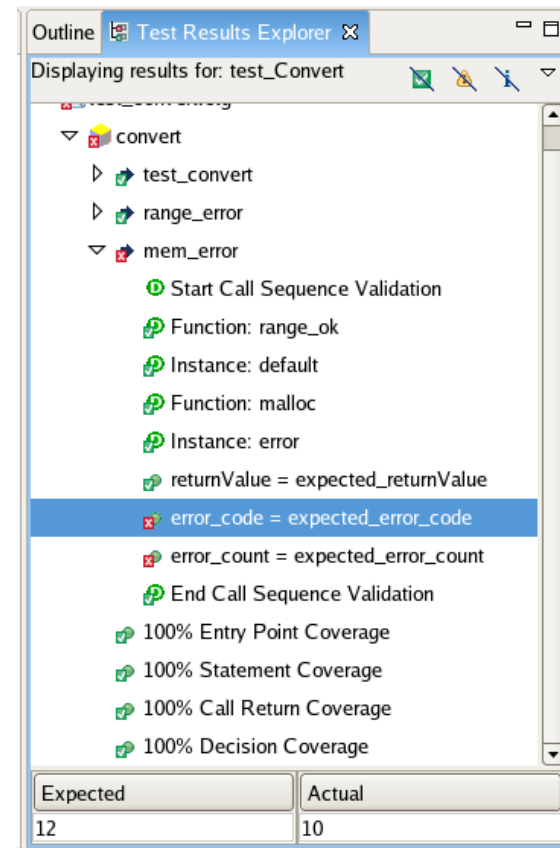 Outline Test Results Explorer
Displaying results for: test_Convert
convert
test_convert
range_error
mem_error
Start Call Sequence Validation
Function: range_ok
Instance: default
Function: malloc
Instance: error
returnValue = expected_returnValue
error_code = expected_error_code
error_count = expected_error_count
End Call Sequence Validation
100% Entry Point Coverage
100% Statement Coverage
100% Call Return Coverage
100% Decision Coverage
Expected Actual
12 10